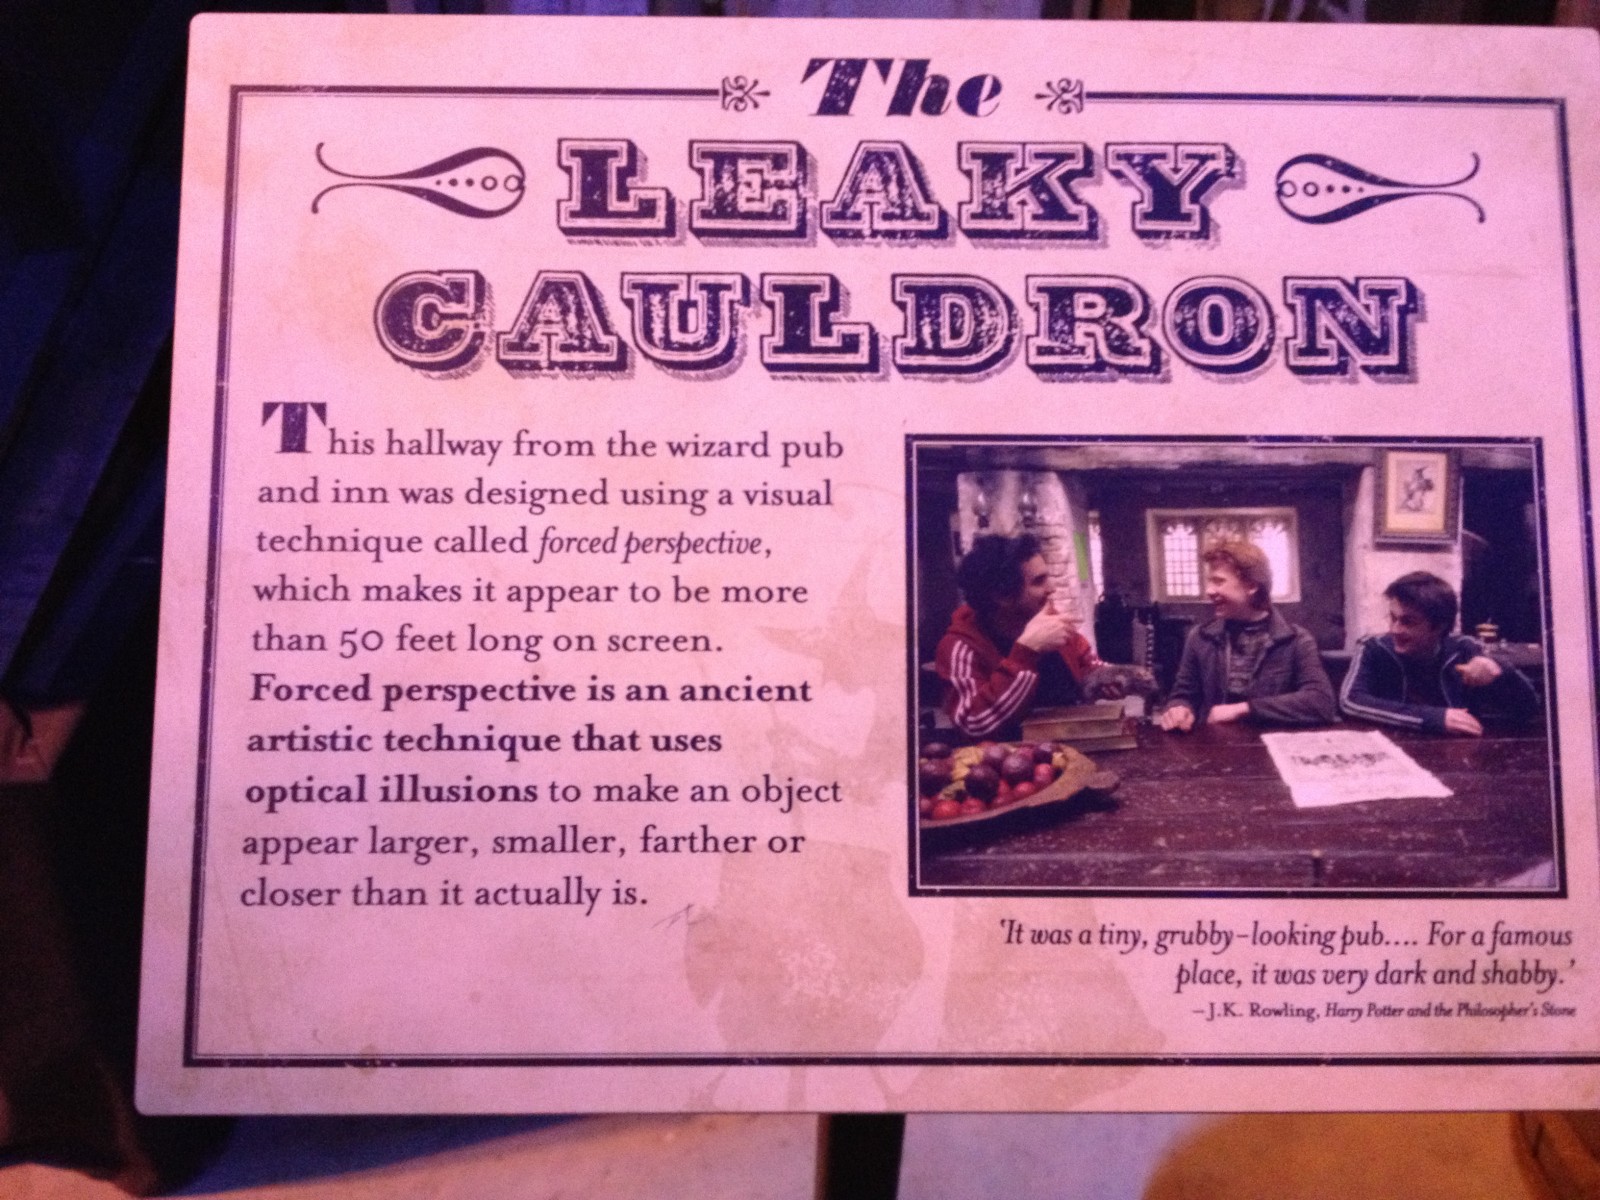 The
LEAKY
CAULDRON
This hallway from the wizard pub
and inn was designed using a visual
technique called forced perspective,
which makes it appear to be more
than 50 feet long on screen.
Forced perspective is an ancient
artistic technique that uses
optical illusions to make an object
appear larger, smaller, farther or
closer than it actually is.
'It was a tiny, grubby-looking pub.... For a famous
place, it was very dark and shabby.'
—J.K. Rowling, Harry Potter and the Philosopher's Stone